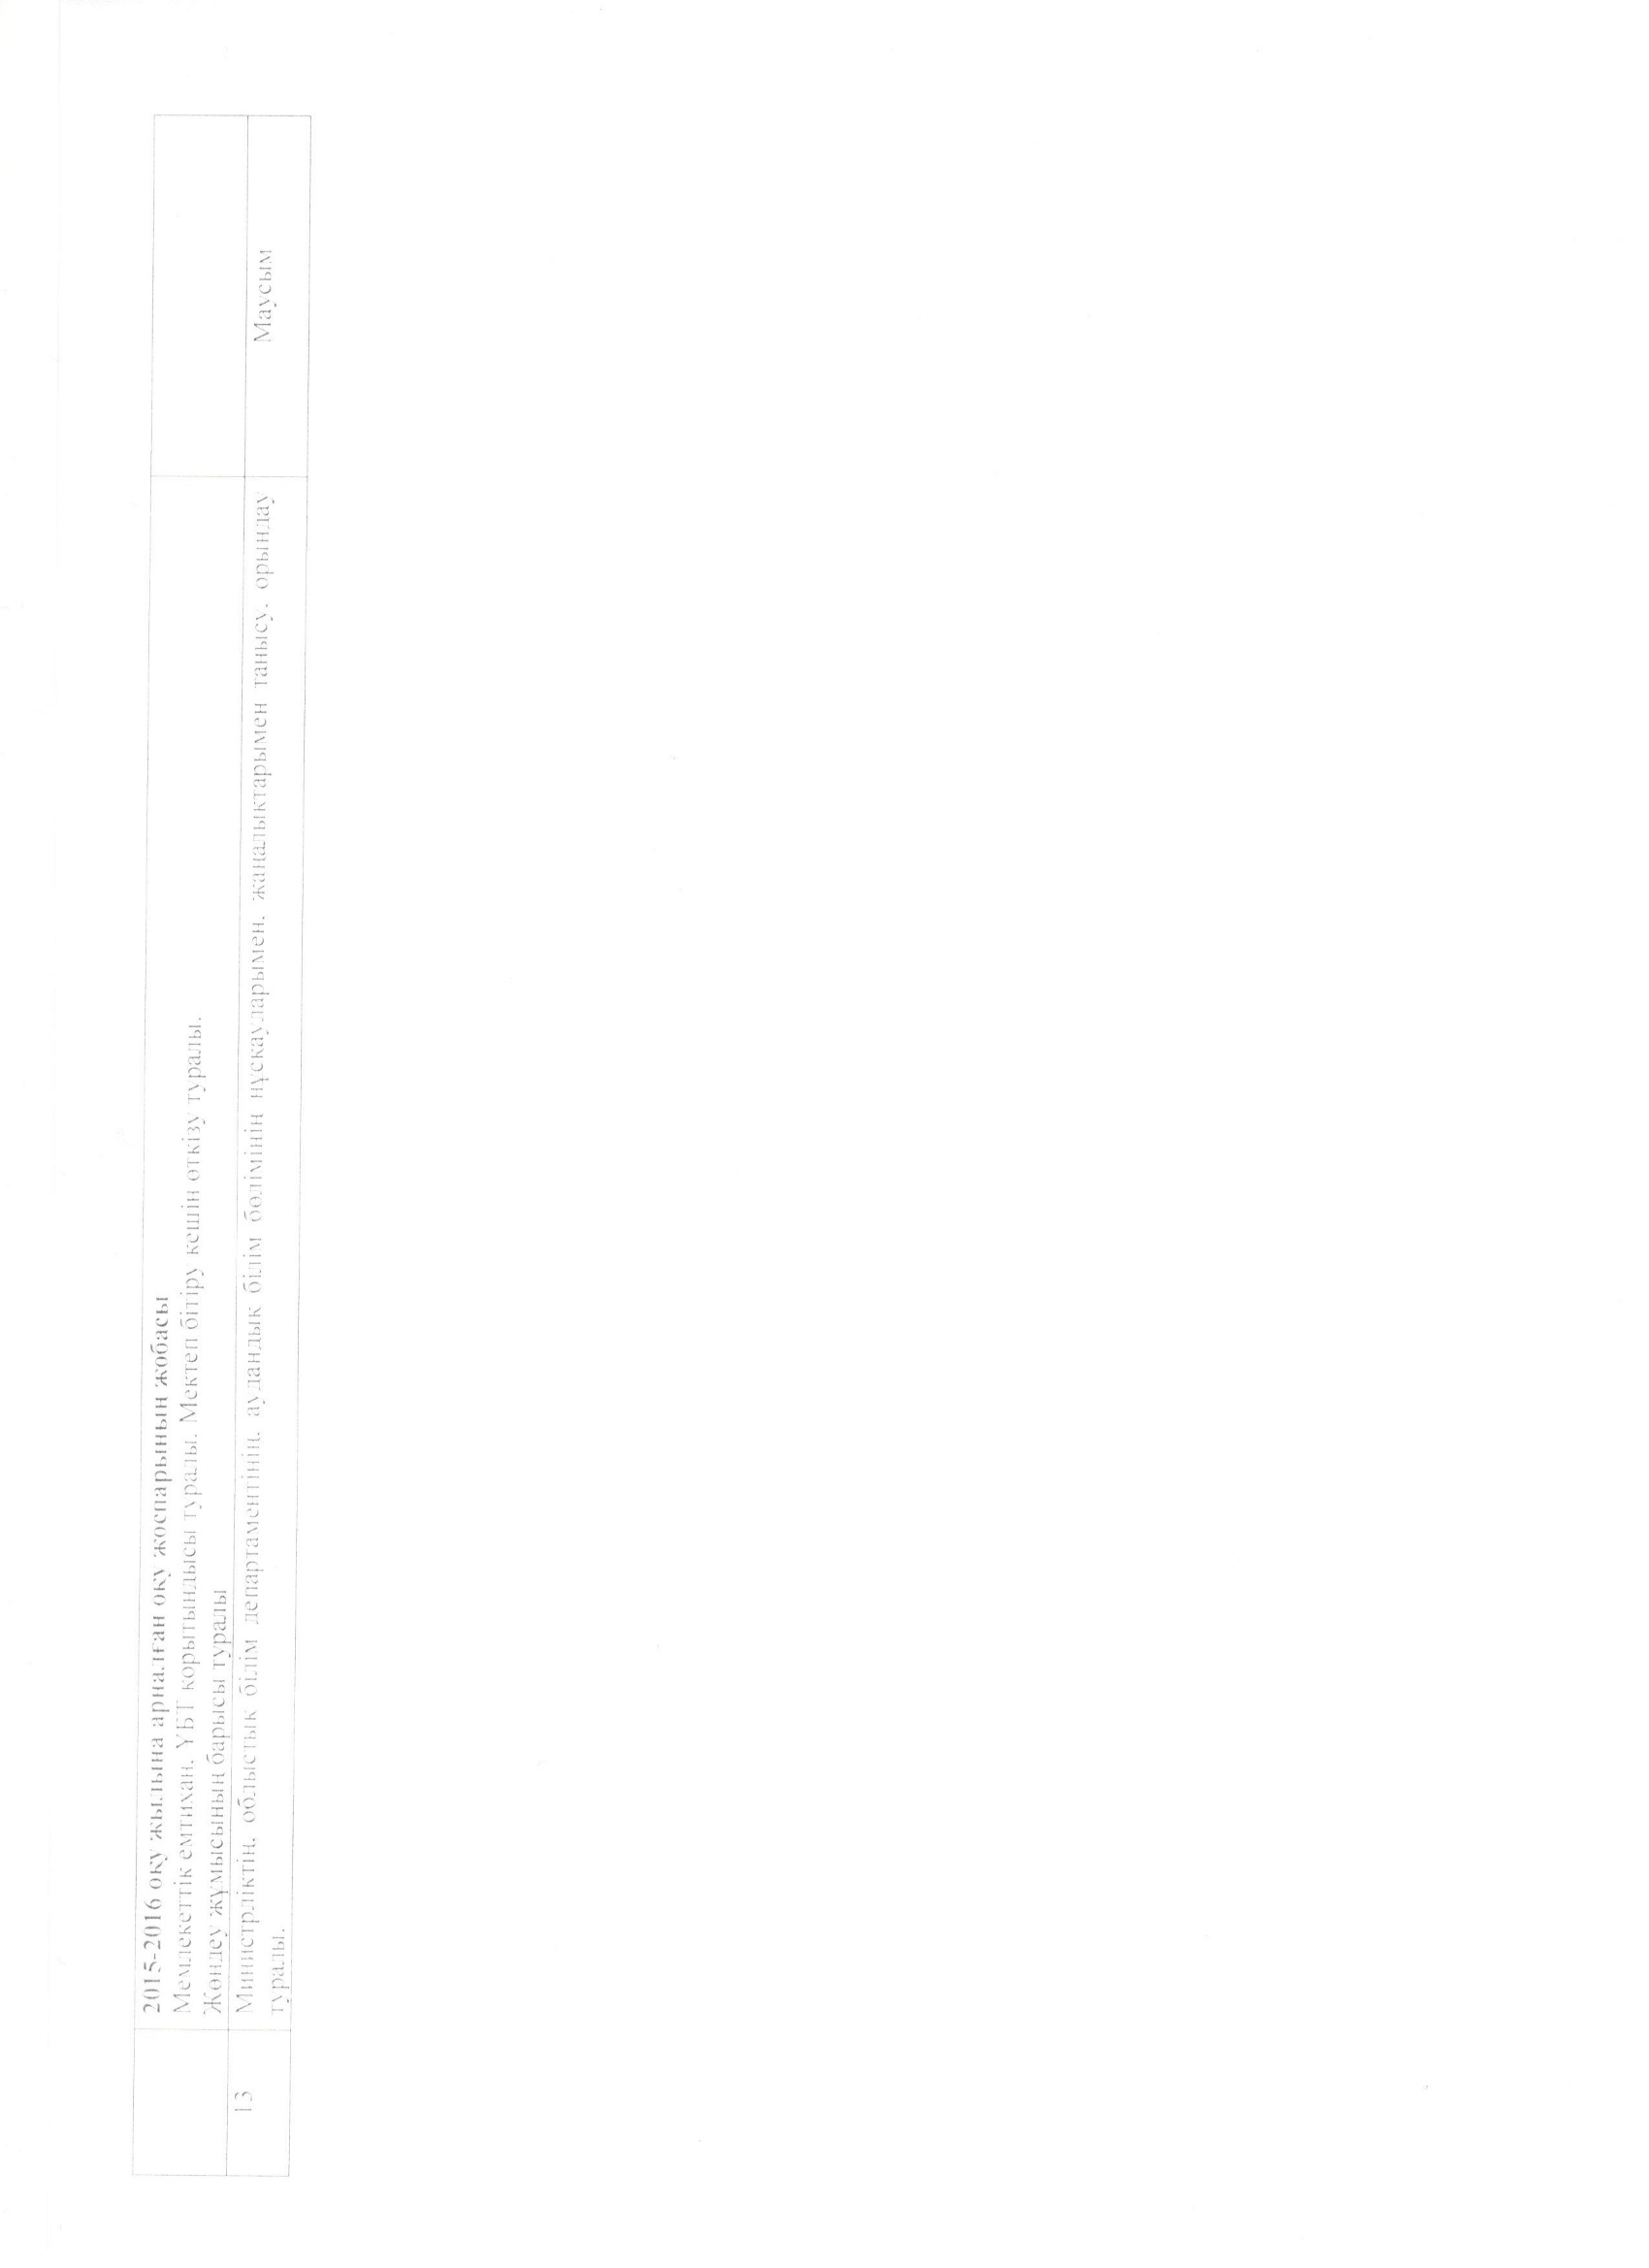 2015-2016 оқу жылына арналған оқу жоспарының жобасы
Мемлекеттік емтихан, ҰБТ қорытындысы туралы. Мектеп бітіру кешін өткізу туралы.
Жөндеу жұмысының барысы туралы
13 Министрліктің, облыстық білім департаментінің, аудандық білім бөлімінің нұсқауларымен, жаңалықтарымен танысу, орындау Маусым
туралы.